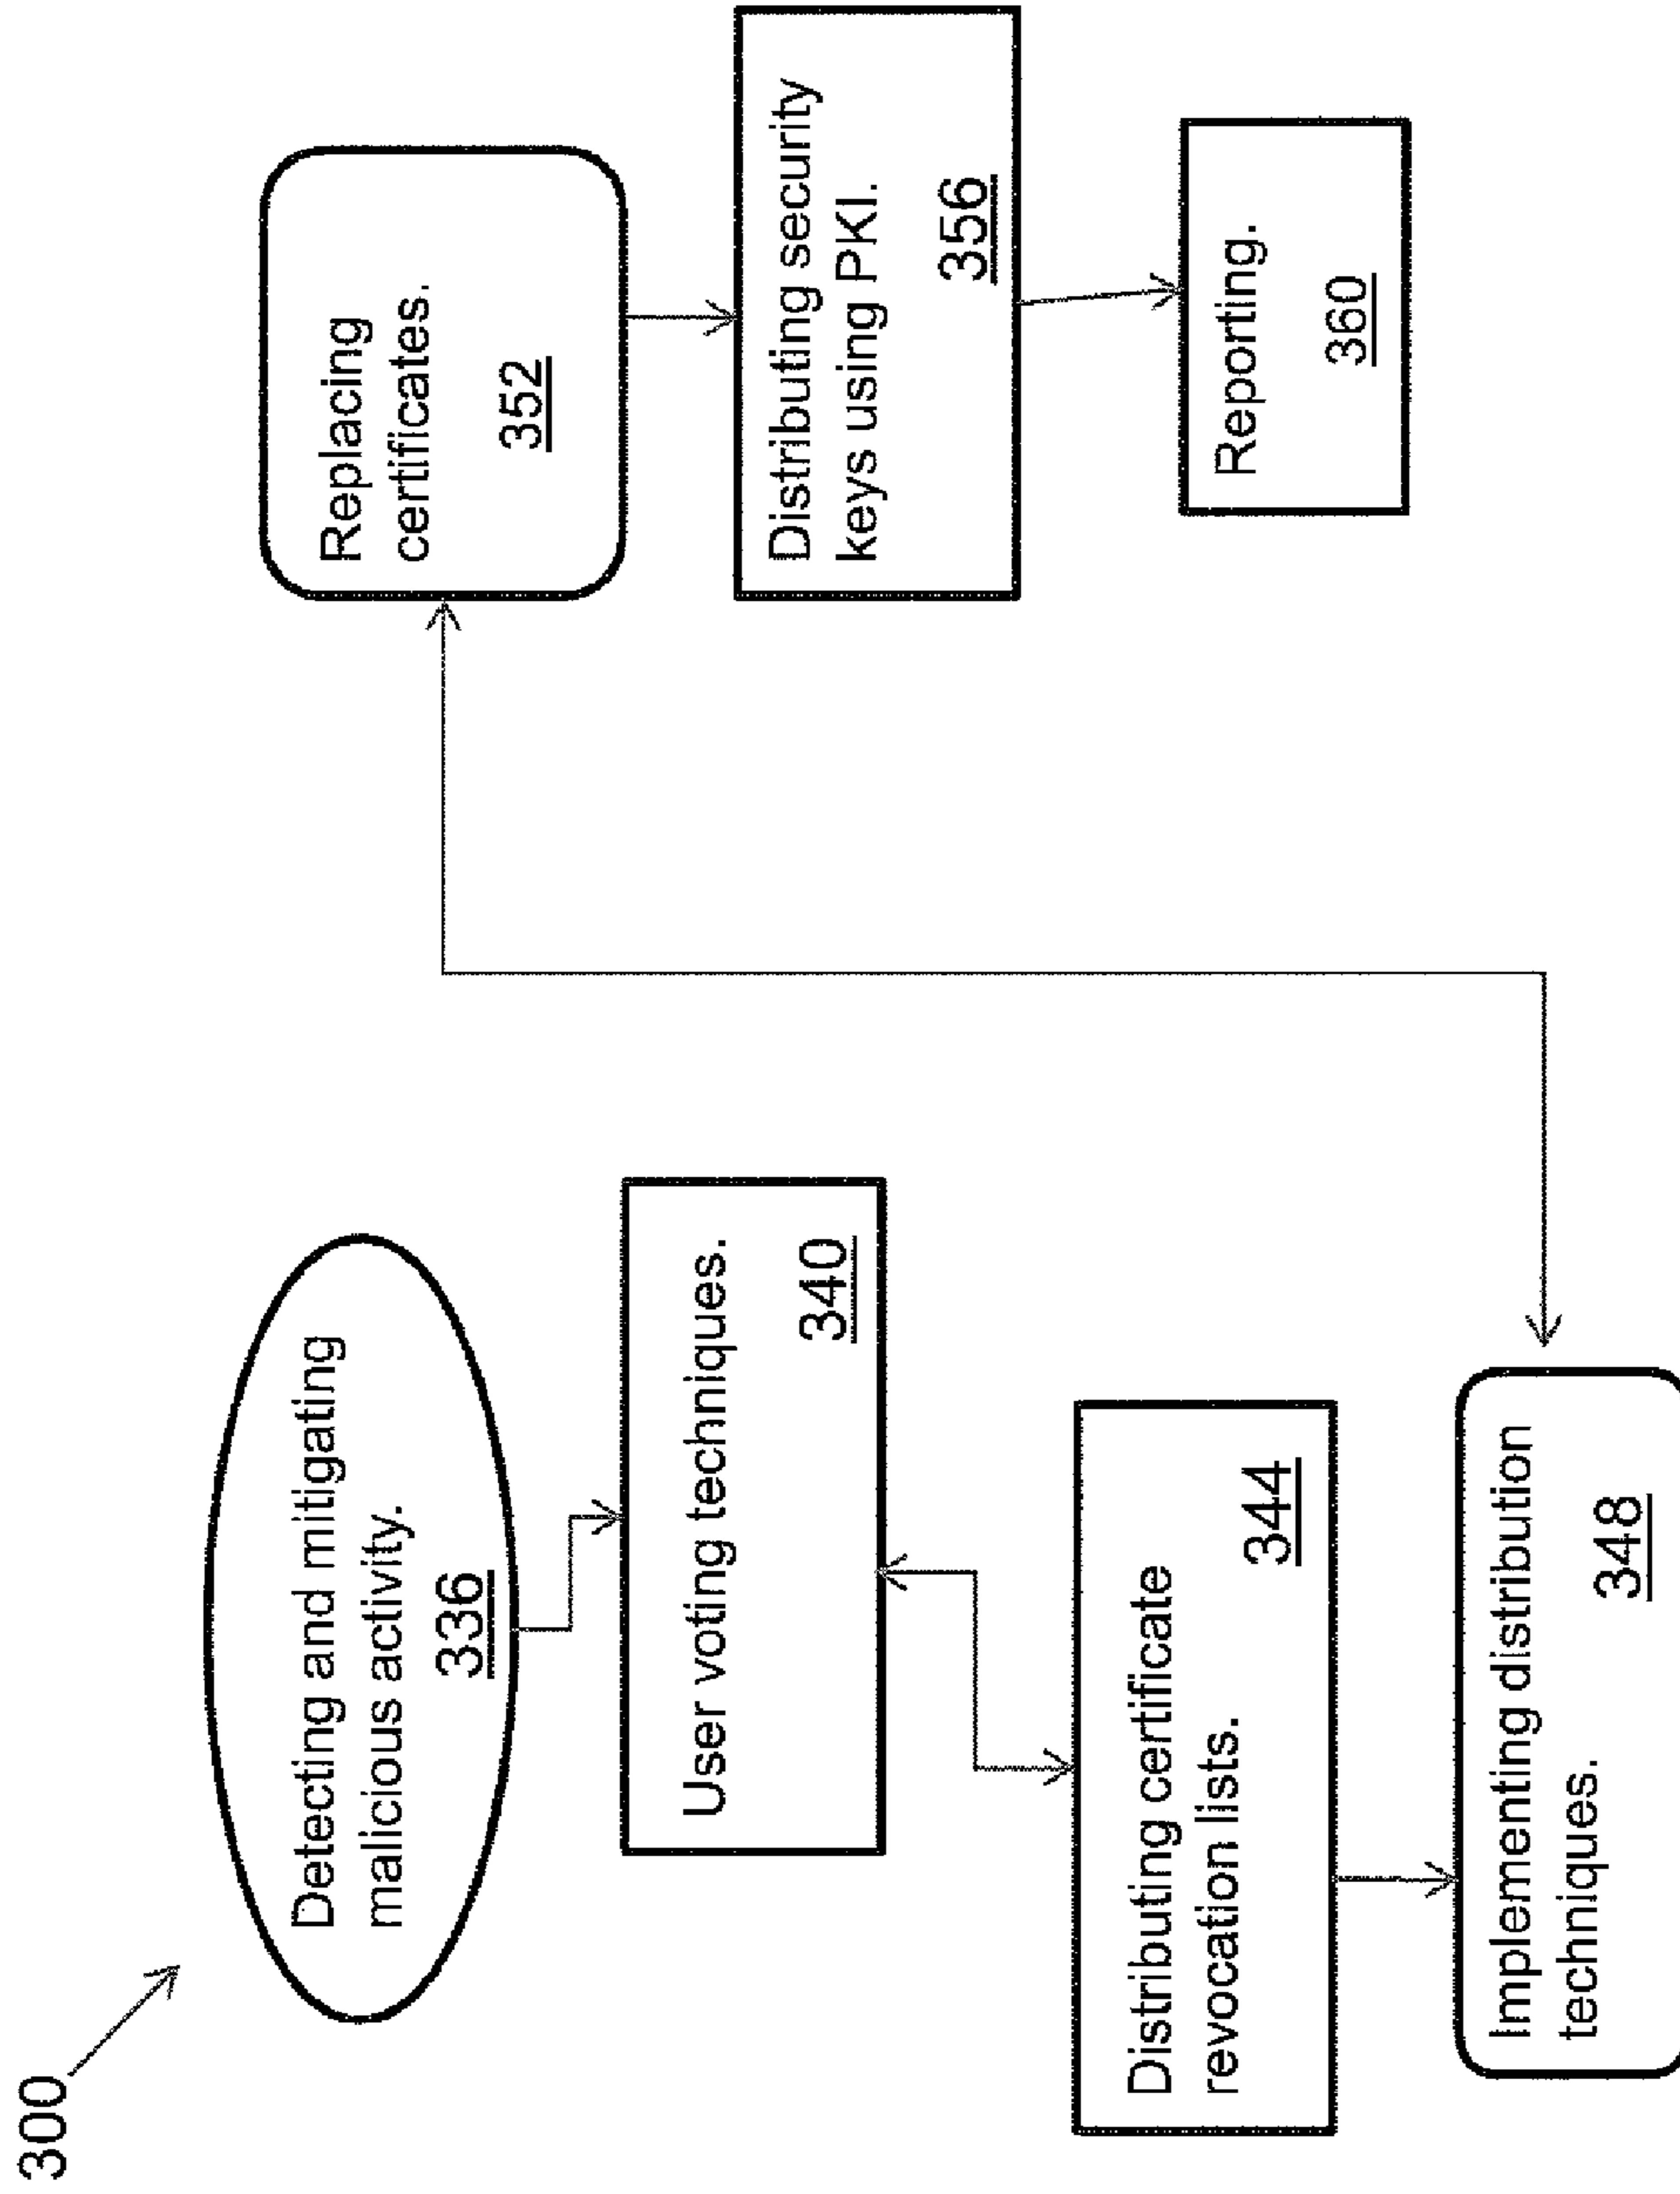 300
Detecting and mitigating
malicious activity.
336
User voting techniques.
340
Distributing certificate
revocation lists.
344
Implementing distribution
techniques.
348
Replacing
certificates.
352
Distributing security
keys using PKI.
356
Reporting.
360